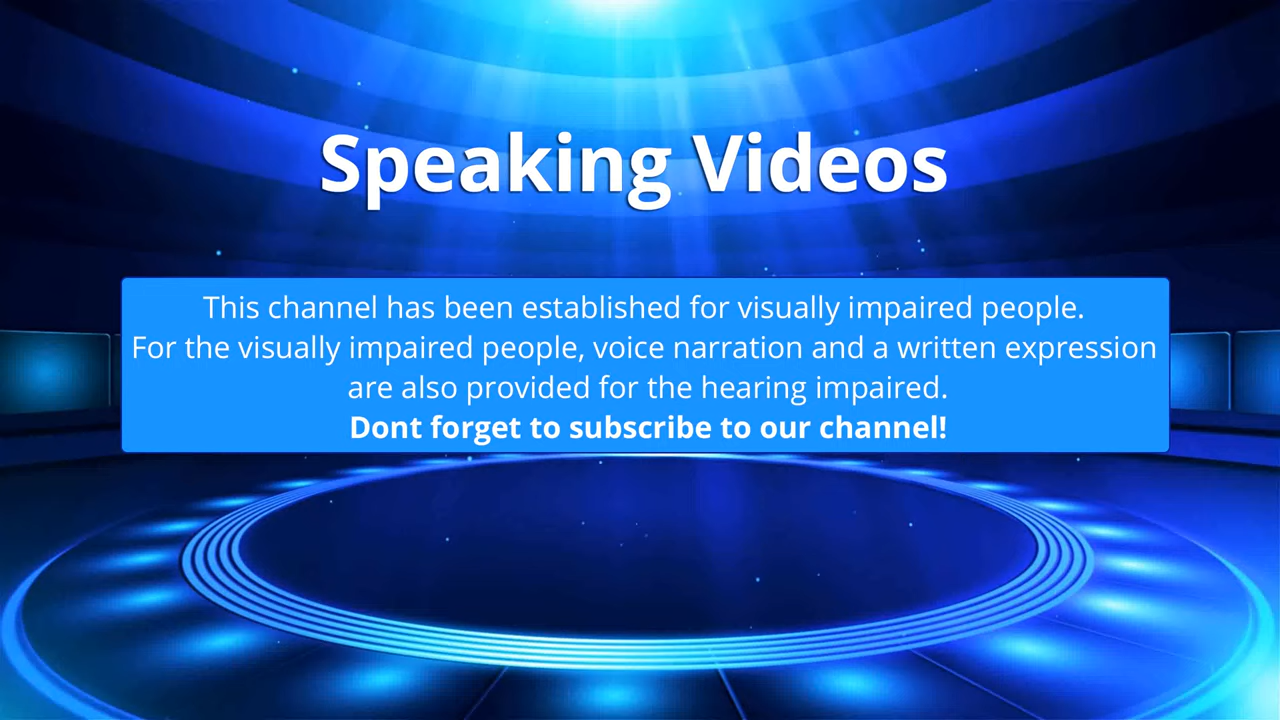 Speaking Videos
This channel has been established for visually impaired people.
For the visually impaired people, voice narration and a written expression
are also provided for the hearing impaired.
Dont forget to subscribe to our channel!